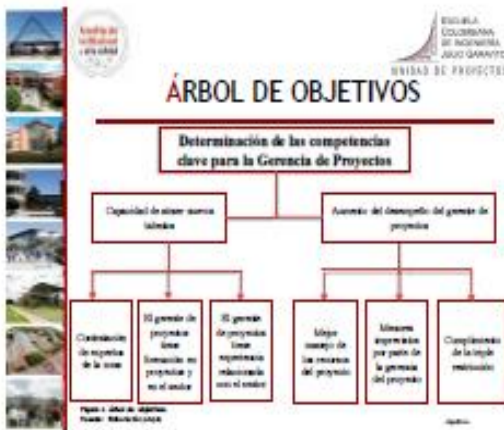 ESCUELA
COLOMBIANA
DE INGENIERÍA
JULIO GARAVITO
UNIDAD DE PROYECTOS
ÁRBOL DE OBJETIVOS
Determinación de las competencias
clave para la Gerencia de Proyectos
Capacidad de atraer nuevos
talentos
Aumento del desempeño del gerente de
proyectos
Contratación
de expertos
de la zona
El gerente de
proyectos
tiene
formación en
proyectos y
en el sector
El gerente
de proyectos
tiene
experiencia
relacionada
con el sector
Mejor
manejo de
los recursos
del proyecto
Menores
imprevistos
por parte de
la gerencia
del proyecto
Cumplimiento
de la triple
restricción